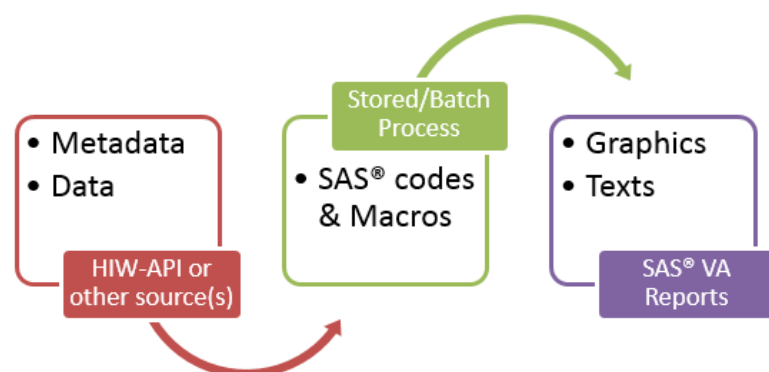 • Metadata
• Data
HIW-API or
other source(s)
Stored/Batch
Process
• SAS® codes
& Macros
• Graphics
• Texts
SAS® VA
Reports